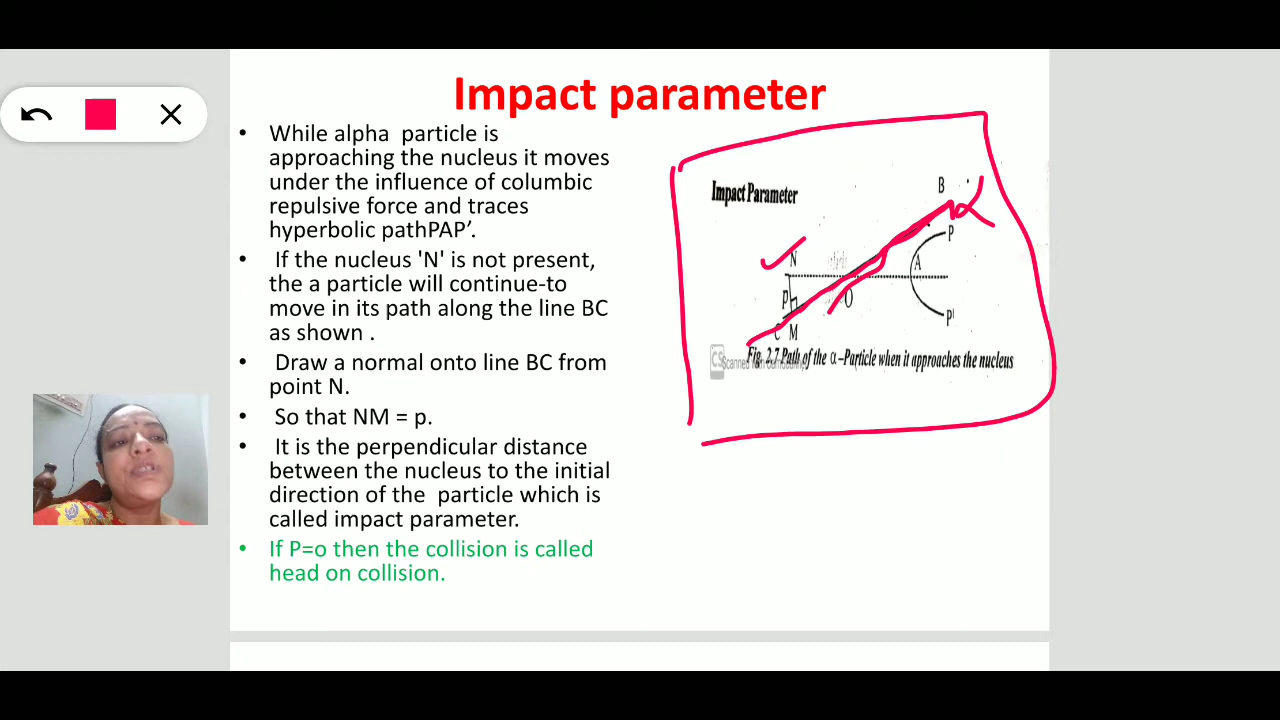 Impact parameter
• While alpha particle is
approaching the nucleus it moves
under the influence of columbic
repulsive force and traces
hyperbolic pathPAP’.
• If the nucleus 'N' is not present,
the a particle will continue-to
move in its path along the line BC
as shown .
• Draw a normal onto line BC from
point N.
• So that NM = p.
• It is the perpendicular distance
between the nucleus to the initial
direction of the particle which is
called impact parameter.
• If P=o then the collision is called
head on collision.
Impact Parameter
B
α
P
N
A
P
O
C M
P'
Fig. 2.7 Path of the α -Particle when it approaches the nucleus
CS Scanned with